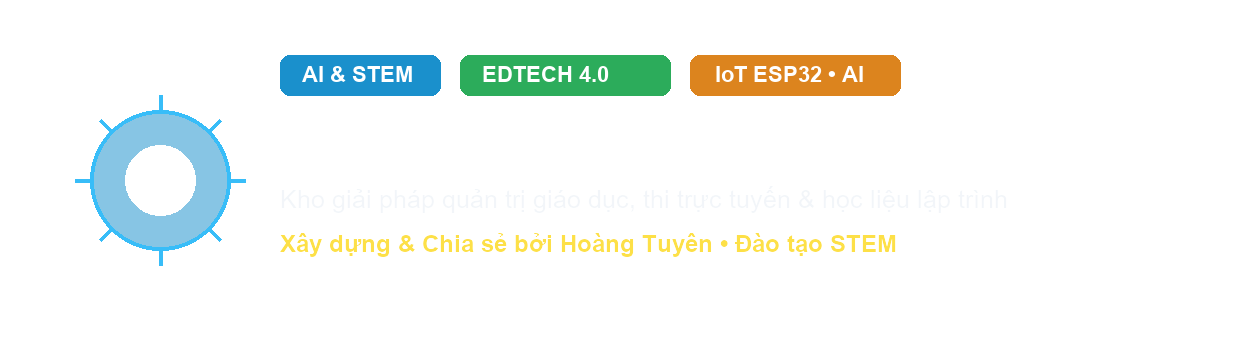 AI & STEM EDTECH 4.0 IoT ESP32 • AI
Kho giải pháp quản trị giáo dục, thi trực tuyến & học liệu lập trình
Xây dựng & Chia sẻ bởi Hoàng Tuyên • Đào tạo STEM